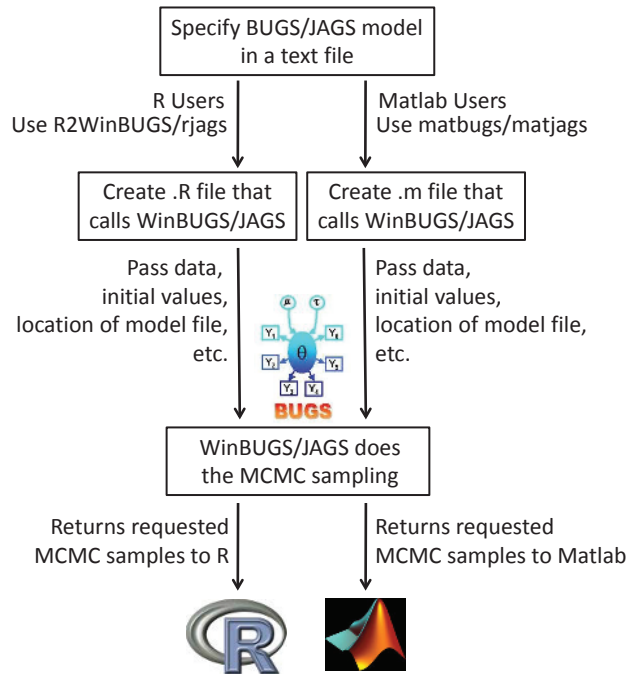 Specify BUGS/JAGS model
in a text file
R Users
Use R2WinBUGS/rjags
Matlab Users
Use matbugs/matjags
Create .R file that
calls WinBUGS/JAGS
Create .m file that
calls WinBUGS/JAGS
Pass data,
initial values,
location of model file,
etc.
Pass data,
initial values,
location of model file,
etc.
μ
τ
Y1
Y2
Y3
θ
BUGS
WinBUGS/JAGS does
the MCMC sampling
Returns requested
MCMC samples to R
Returns requested
MCMC samples to Matlab
R